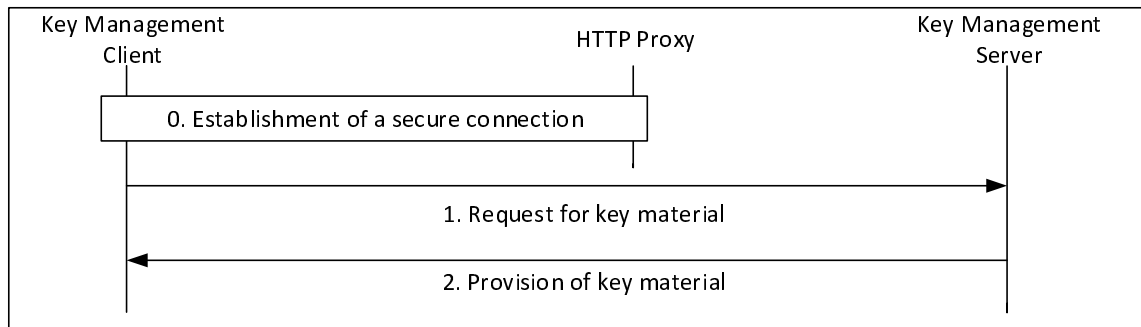 Key Management
Client
HTTP Proxy
Key Management
Server
0. Establishment of a secure connection
1. Request for key material
2. Provision of key material